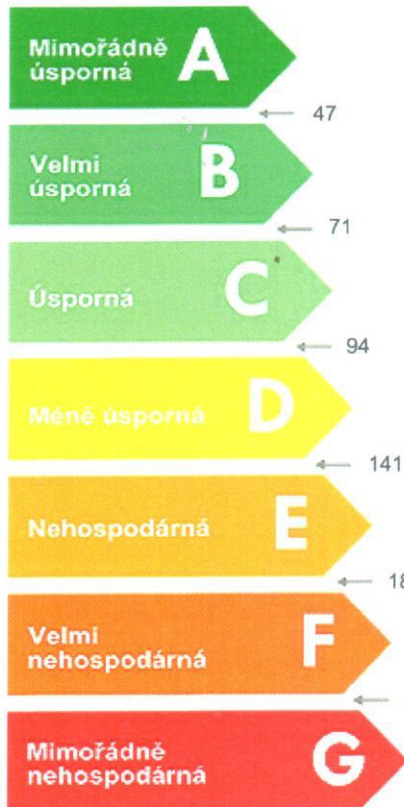 Mimořádně
úsporná
A
47
Velmi
úsporná
B
71
Úsporná
C
94
Méně úsporná
D
141
Nehospodárná
E
Velmi
nehospodárná
F
Mimořádně
nehospodárná
G